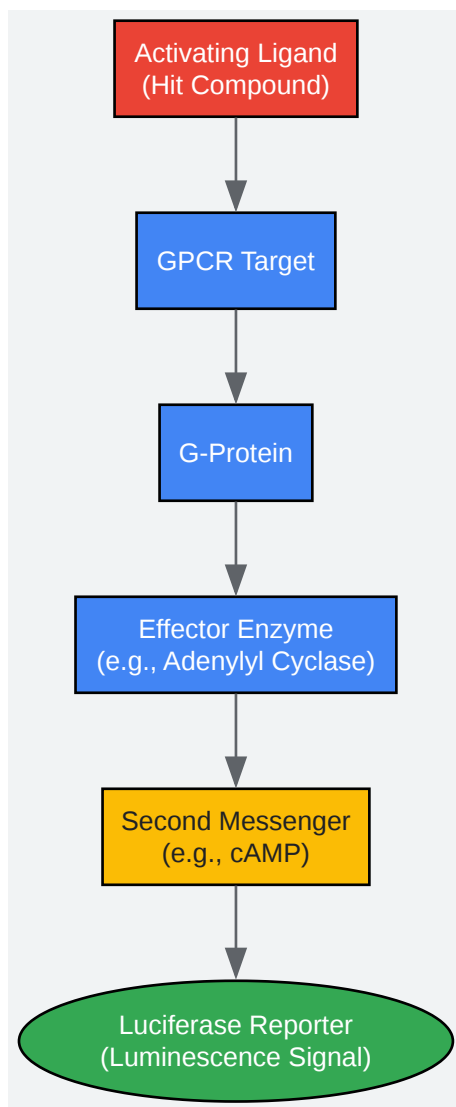 Activating Ligand
(Hit Compound)
GPCR Target
G-Protein
Effector Enzyme
(e.g., Adenylyl Cyclase)
Second Messenger
(e.g., cAMP)
Luciferase Reporter
(Luminescence Signal)